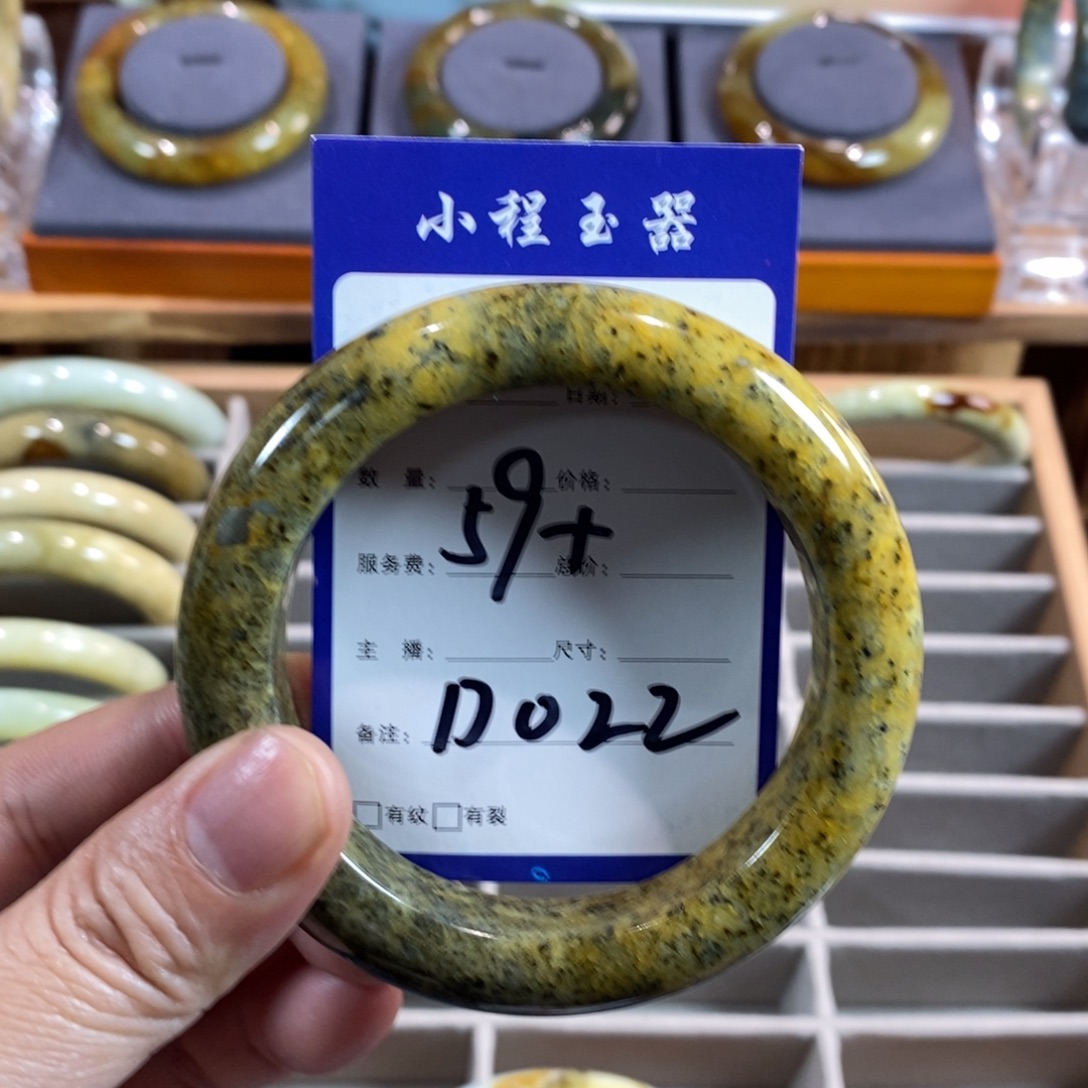 小程玉器
日期：
数 量： 价格：
59+
服务费： 总价：
主 播： 尺寸：
备注： D022
有纹 有裂